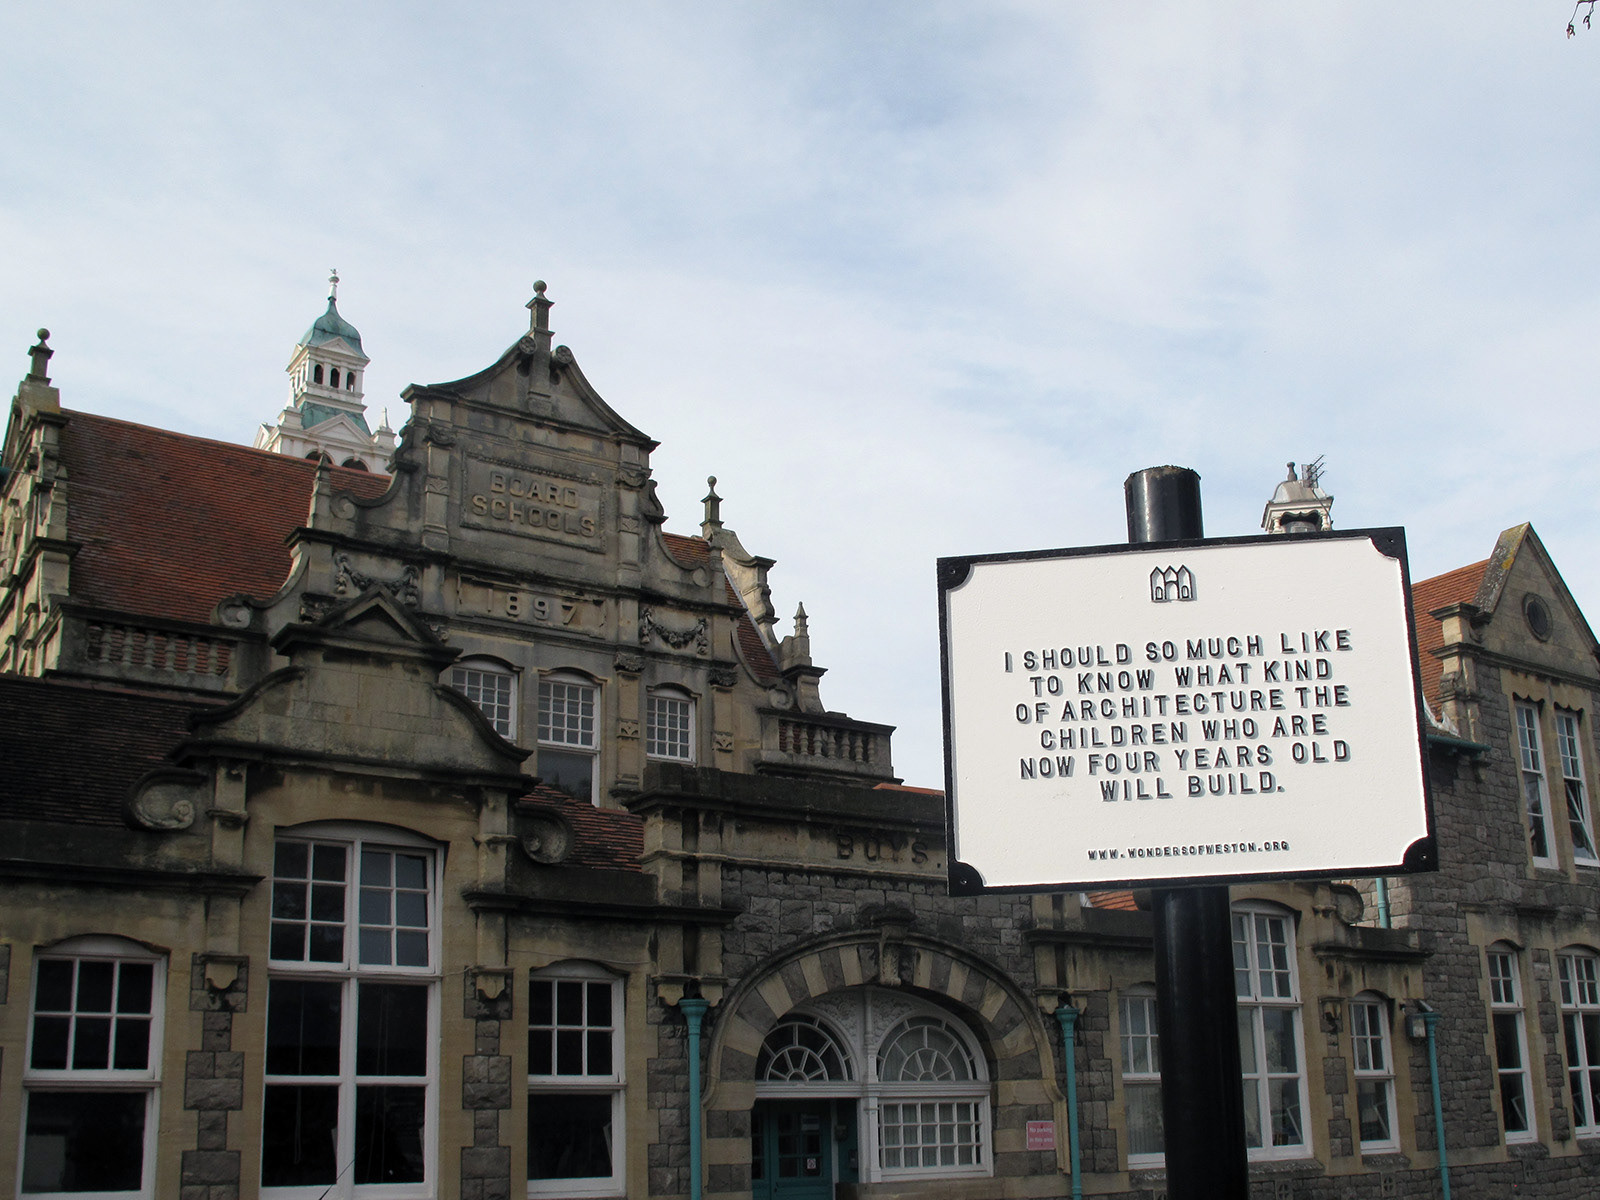 BOARD
SCHOOLS
1897
BOYS.
I SHOULD SO MUCH LIKE
TO KNOW WHAT KIND
OF ARCHITECTURE THE
CHILDREN WHO ARE
NOW FOUR YEARS OLD
WILL BUILD.
WWW.WONDERSOFWESTON.ORG